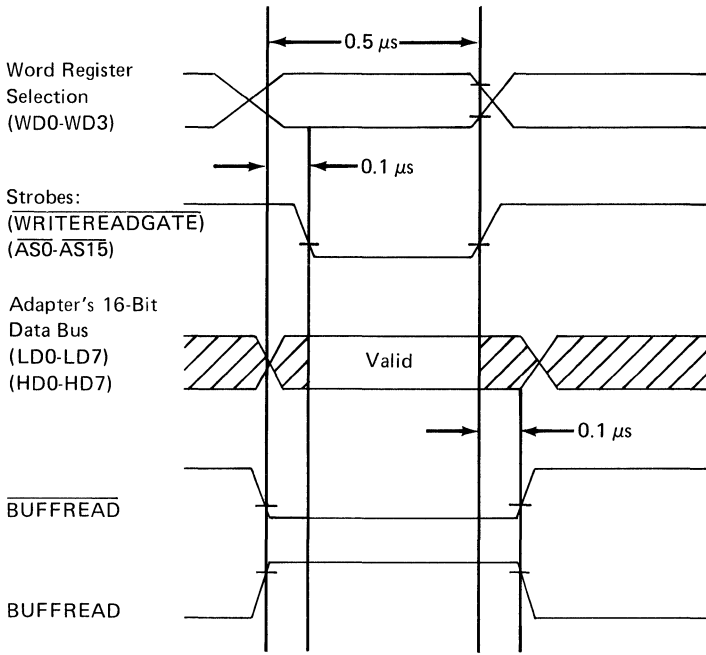 0.5 μs
Word Register
Selection
(WD0-WD3)
0.1 μs
Strobes:
(WRITEREADGATE)
(AS0-AS15)
Adapter's 16-Bit
Data Bus
(LD0-LD7)
(HD0-HD7)
Valid
0.1 μs
BUFFREAD
BUFFREAD